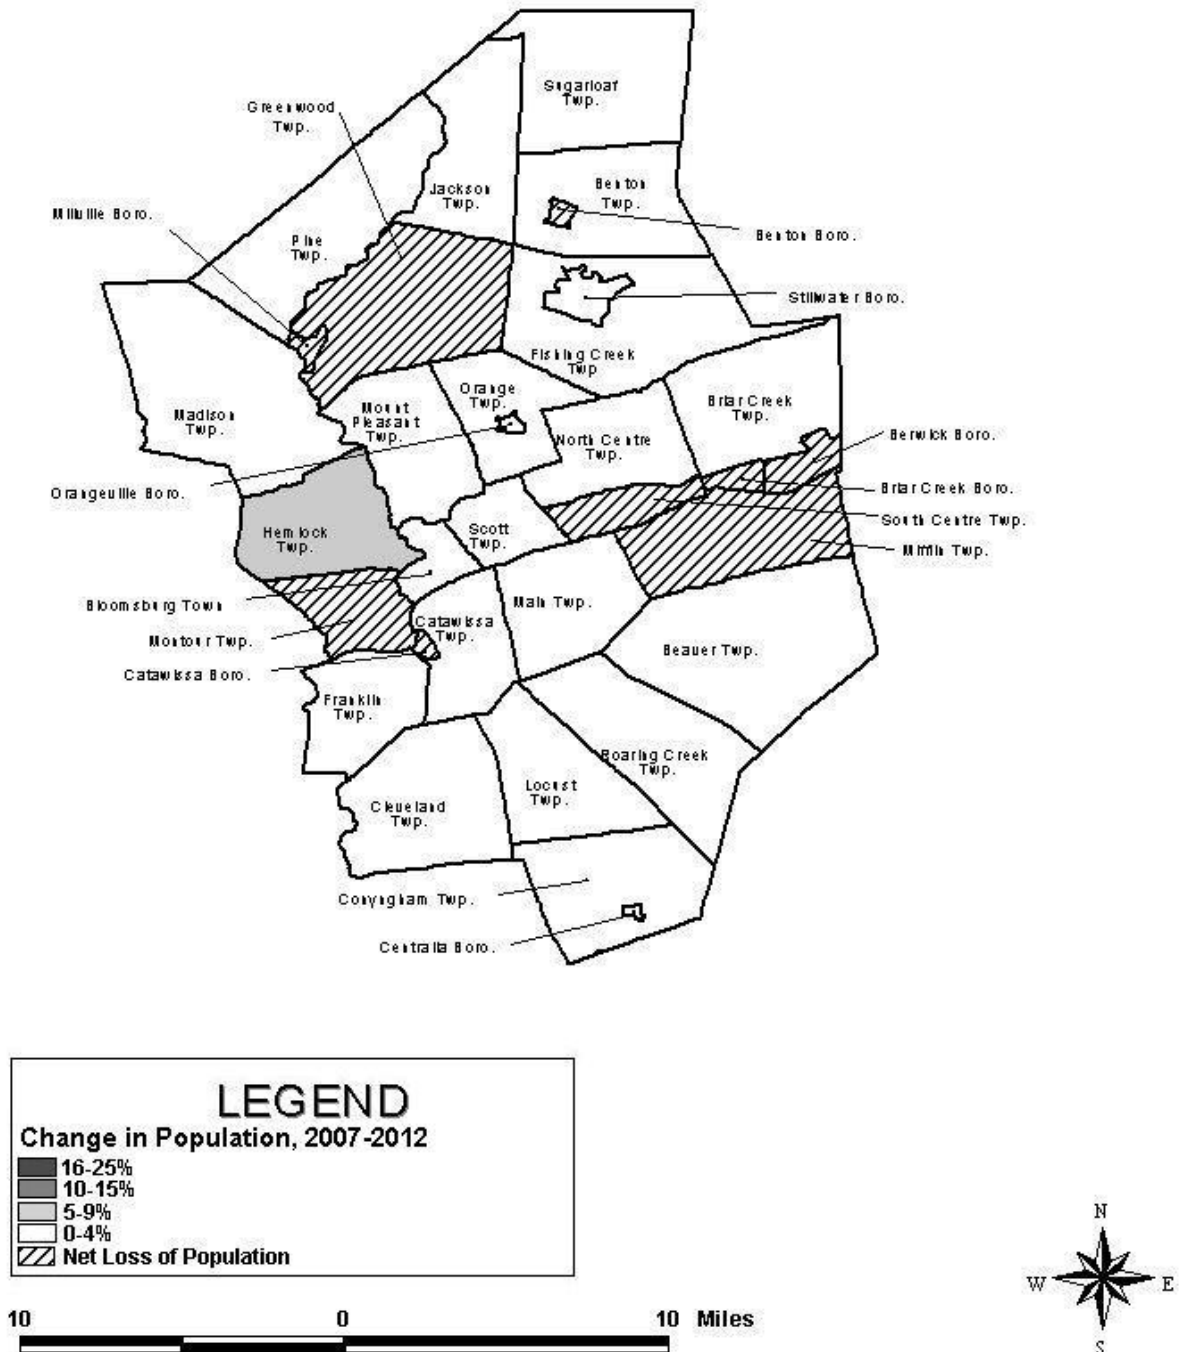 Sugarloaf
Twp.
Greenwood
Twp.
Jackson
Twp.
Benton
Twp.
Millville Boro.
Pine
Twp.
Benton Boro.
Stillwater Boro.
Fishing Creek
Twp
Orange
Twp.
Briar Creek
Twp.
Madison
Twp.
Mount
Pleasant
Twp.
North Centre
Twp.
Berwick Boro.
Orangeville Boro.
Briar Creek Boro.
South Centre Twp.
Hemlock
Twp.
Scott
Twp.
Mifflin Twp.
Bloomsburg Town
Main Twp.
Montour Twp.
Catawissa
Twp.
Beaver Twp.
Catawissa Boro.
Franklin
Twp.
Roaring Creek
Twp.
Locust
Twp.
Cleveland
Twp.
Conyngham Twp.
Centralia Boro.
LEGEND
Change in Population, 2007-2012
16-25%
10-15%
5-9%
0-4%
Net Loss of Population
N
W E
S
10 0 10 Miles